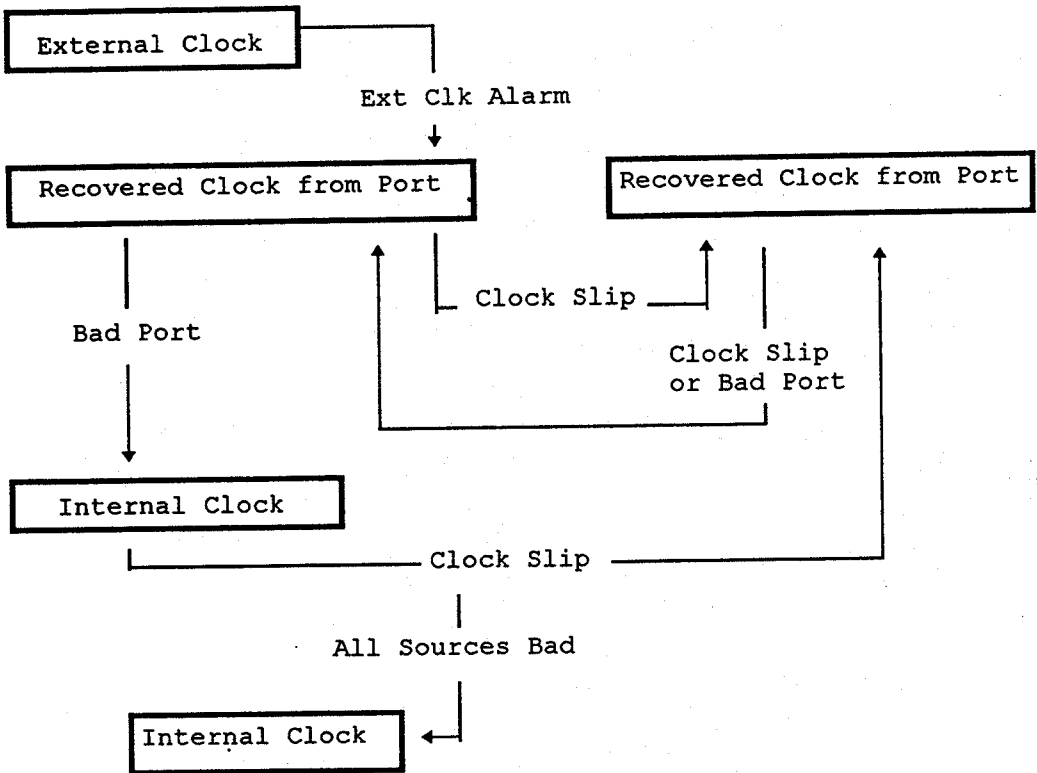 External Clock
Ext Clk Alarm
Recovered Clock from Port
Recovered Clock from Port
Clock Slip
Bad Port
Clock Slip
or Bad Port
Internal Clock
Clock Slip
All Sources Bad
Internal Clock